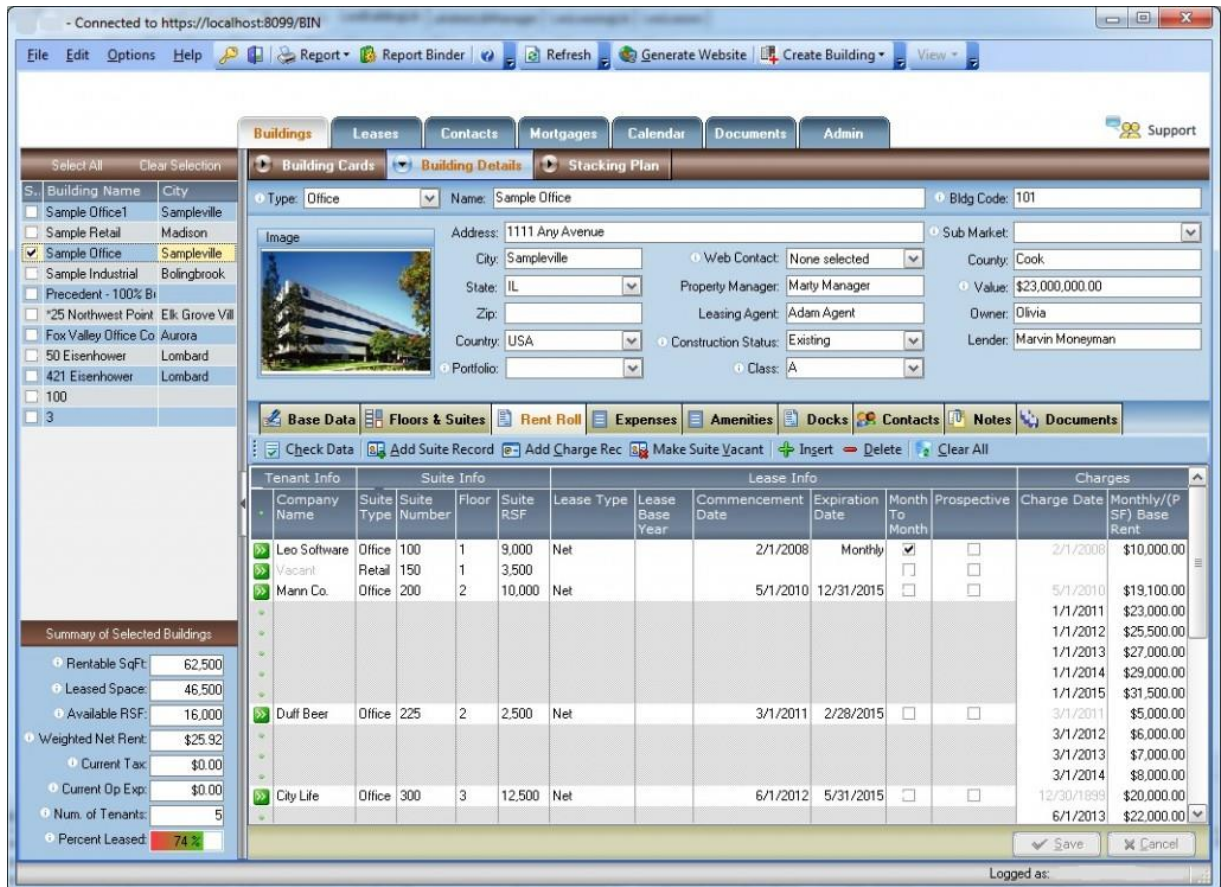 - Connected to https://localhost:8099/BIN
File Edit Options Help Report Report Binder Refresh Generate Website Create Building View
Buildings Leases Contacts Mortgages Calendar Documents Admin Support
Select All Clear Selection
Building Cards Building Details Stacking Plan
S.. Building Name City
Sample Office1 Sampleville
Sample Retail Madison
Sample Office Sampleville
Sample Industrial Bolingbrook
Precedent - 100% B
*25 Northwest Point Elk Grove Vill
Fox Valley Office Co Aurora
50 Eisenhower Lombard
421 Eisenhower Lombard
100
3
Type: Office Name: Sample Office Bldg Code: 101
Image
Address: 1111 Any Avenue Sub Market:
City: Sampleville Web Contact: None selected County: Cook
State: IL Property Manager: Marty Manager Value: $23,000,000.00
Zip: Leasing Agent: Adam Agent Owner: Olivia
Country: USA Construction Status: Existing Lender: Marvin Moneyman
Portfolio: Class: A
Base Data Floors & Suites Rent Roll Expenses Amenities Docks Contacts Notes Documents
Check Data Add Suite Record Add Charge Rec Make Suite Vacant Insert Delete Clear All
Tenant Info Suite Info Lease Info Charges
Company Name Suite Type Suite Number Floor Suite RSF Lease Type Lease Base Year Commencement Date Expiration Date Month To Month Prospective Charge Date Monthly/(P SF) Base Rent
Leo Software Office 100 1 9,000 Net 2/1/2008 Monthly 2/1/2008 $10,000.00
Vacant Retail 150 1 3,500
Mann Co. Office 200 2 10,000 Net 5/1/2010 12/31/2015 5/1/2010 $19,100.00
1/1/2011 $23,000.00
1/1/2012 $25,500.00
1/1/2013 $27,000.00
1/1/2014 $29,000.00
1/1/2015 $31,500.00
Duff Beer Office 225 2 2,500 Net 3/1/2011 2/28/2015 3/1/2011 $5,000.00
3/1/2012 $6,000.00
3/1/2013 $7,000.00
3/1/2014 $8,000.00
City Life Office 300 3 12,500 Net 6/1/2012 5/31/2015 12/30/1899 $20,000.00
6/1/2013 $22,000.00
Summary of Selected Buildings
Rentable SqFt: 62,500
Leased Space: 46,500
Available RSF: 16,000
Weighted Net Rent: $25.92
Current Tax: $0.00
Current Op Exp: $0.00
Num. of Tenants: 5
Percent Leased: 74 %
Save Cancel
Logged as: